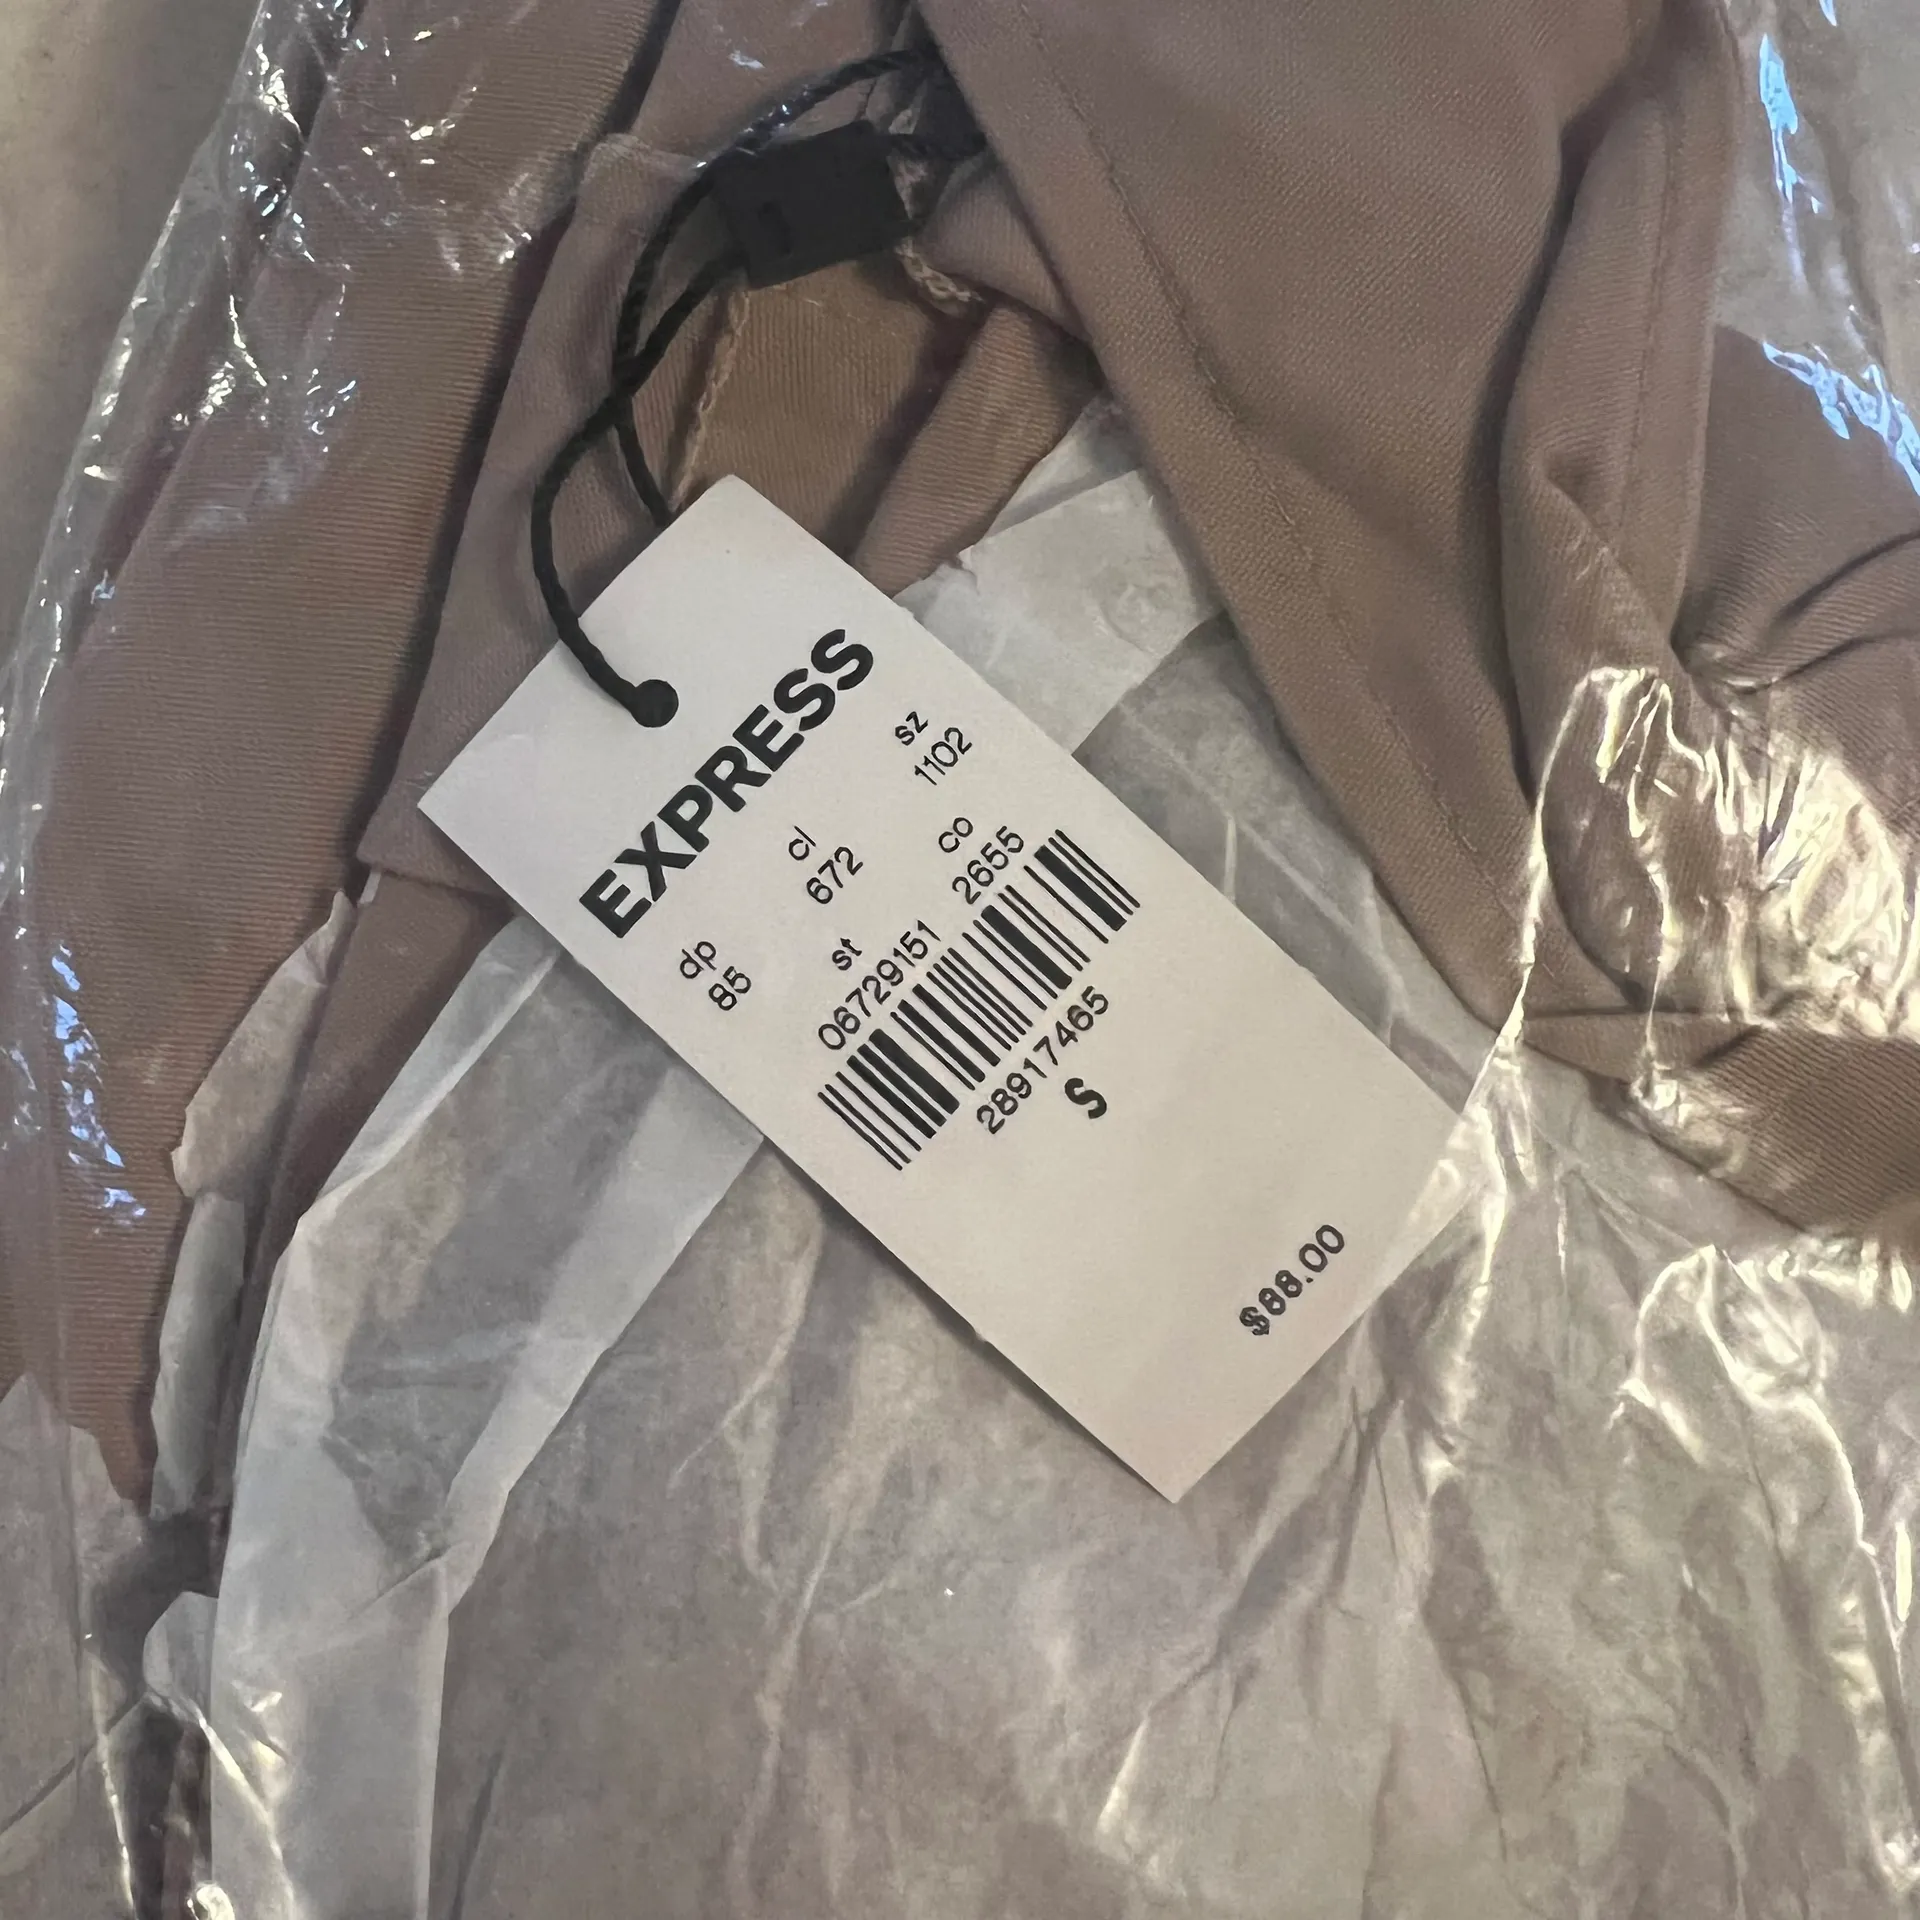 EXPRESS
dp cl sz
85 672 1102
st co
06729151 2655
28917465
S
$88.00